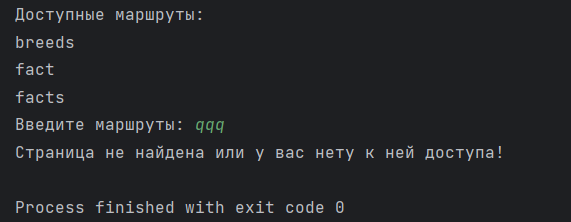 Доступные маршруты:
breeds
fact
facts
Введите маршруты: qqq
Страница не найдена или у вас нету к ней доступа!
Process finished with exit code 0